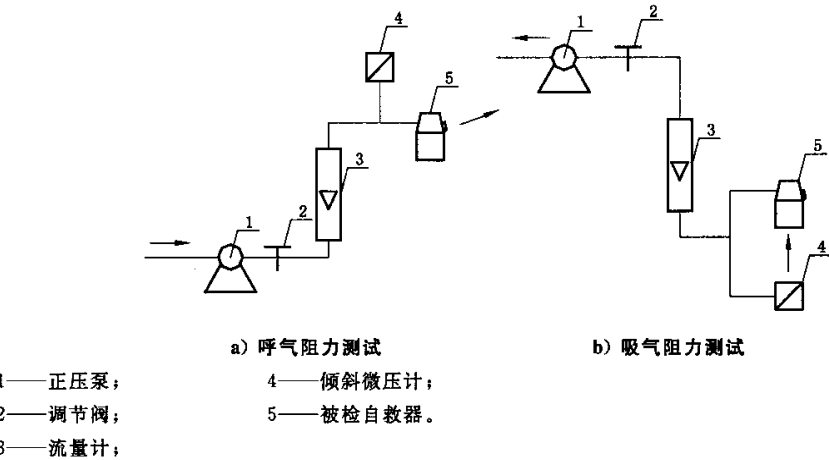 4
5
3
1
2
a) 呼气阻力测试
1
2
3
5
4
b) 吸气阻力测试
1——正压泵;
2——调节阀;
3——流量计;
4——倾斜微压计;
5——被检自救器。